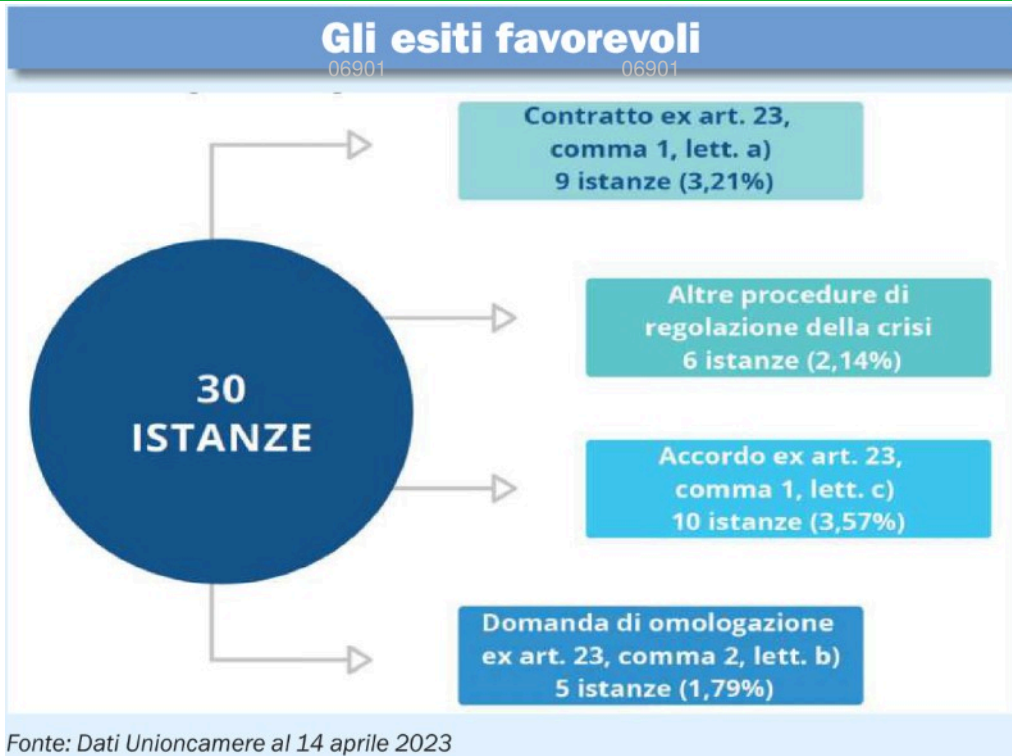 Gli esiti favorevoli
06901 06901
Contratto ex art. 23,
comma 1, lett. a)
9 istanze (3,21%)
Altre procedure di
regolazione della crisi
6 istanze (2,14%)
30
ISTANZE
Accordo ex art. 23,
comma 1, lett. c)
10 istanze (3,57%)
Domanda di omologazione
ex art. 23, comma 2, lett. b)
5 istanze (1,79%)
Fonte: Dati Unioncamere al 14 aprile 2023